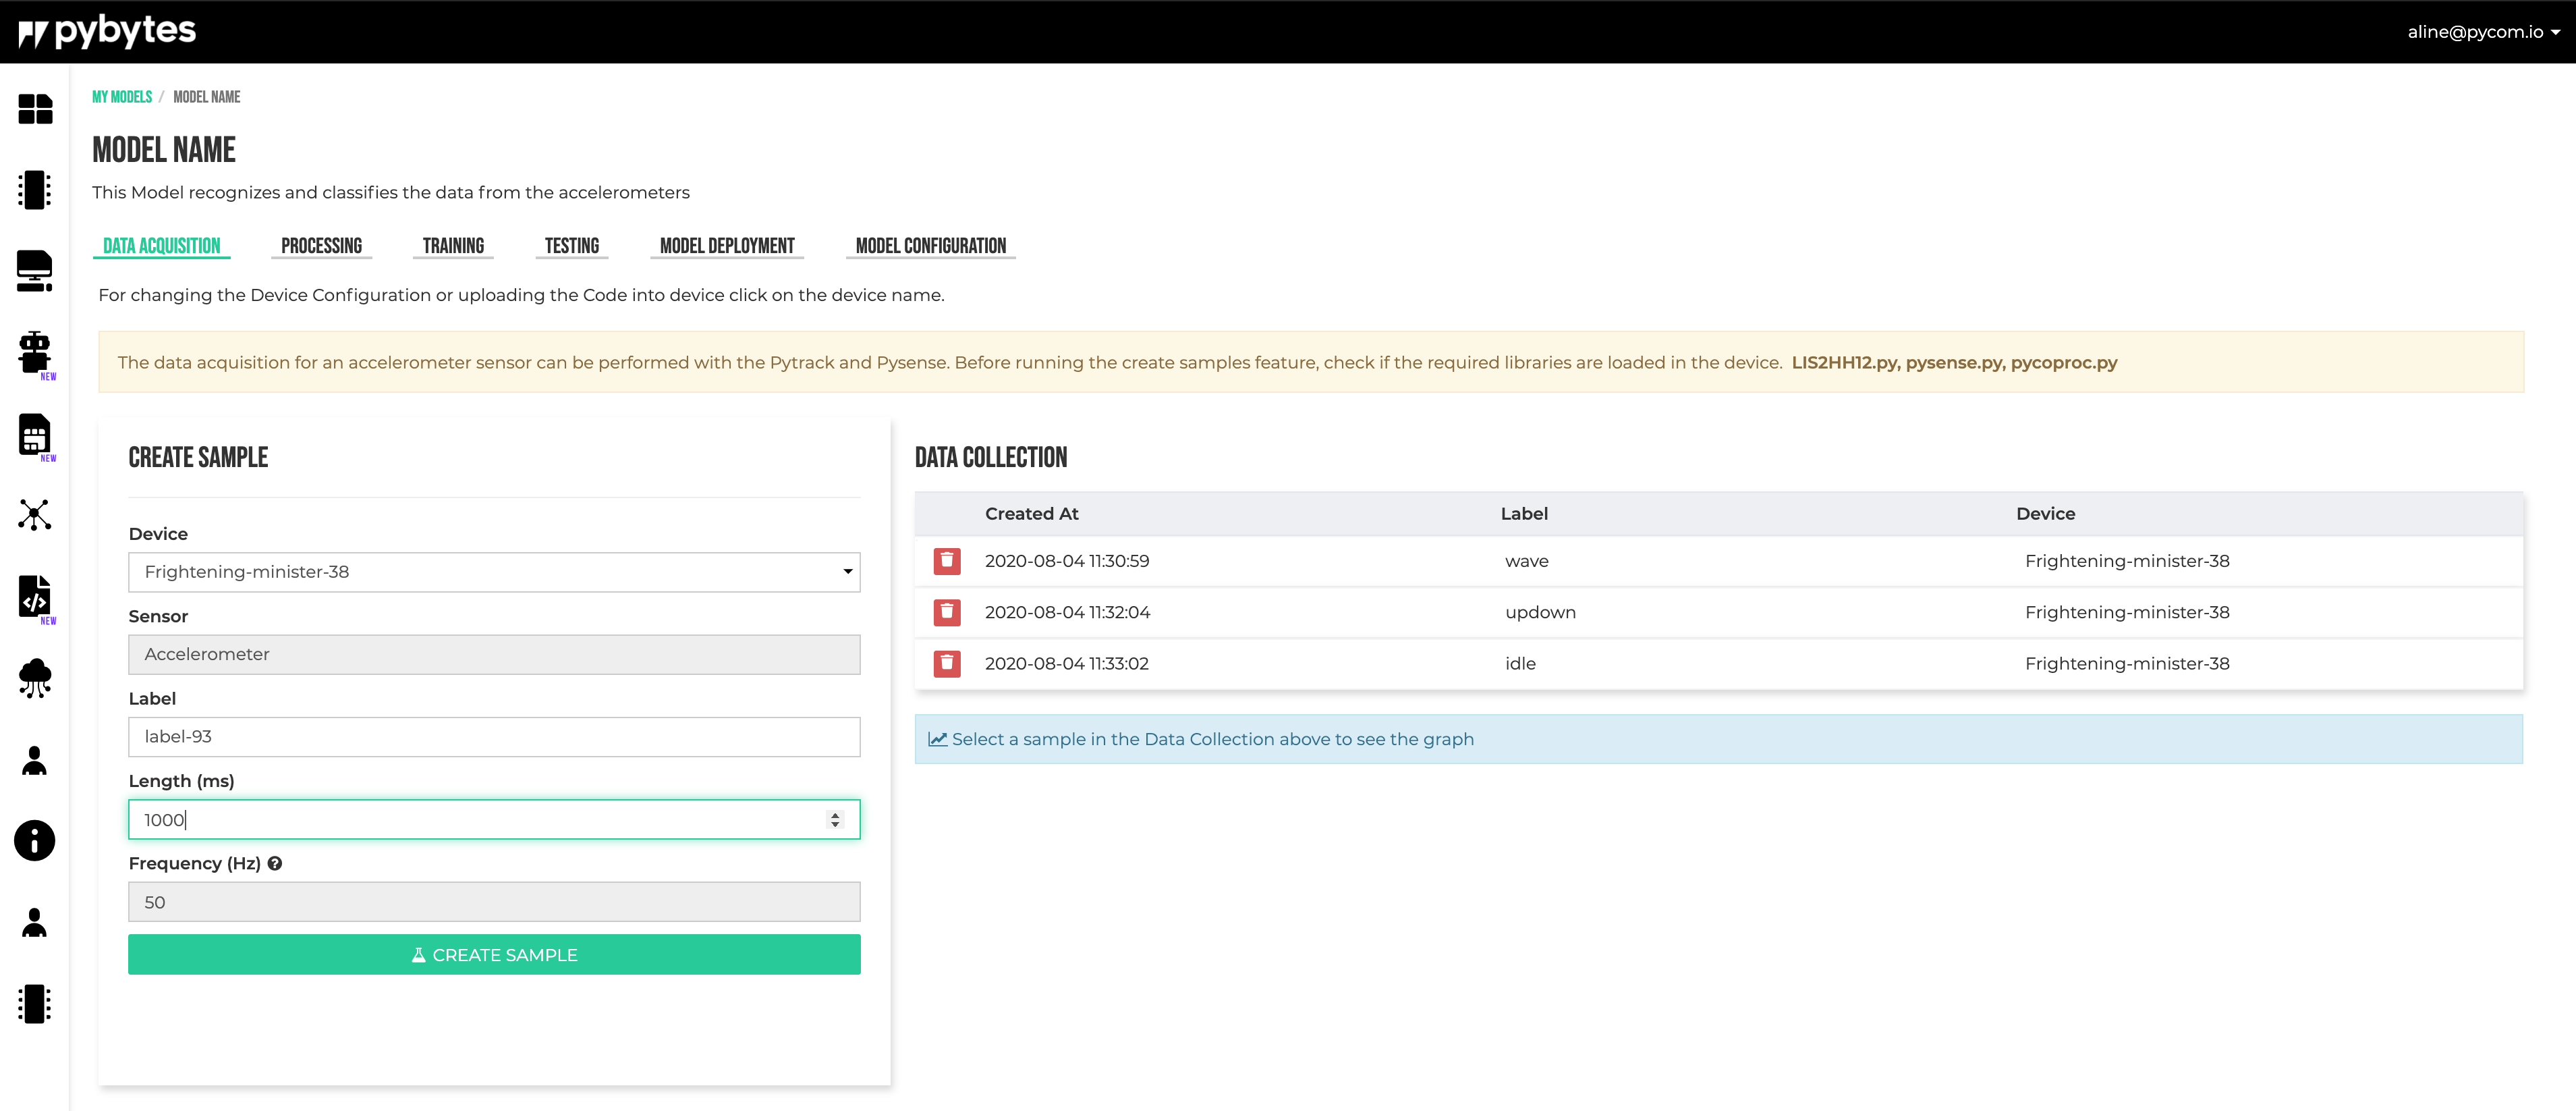 pybytes
aline@pycom.io
MY MODELS / MODEL NAME
MODEL NAME
This Model recognizes and classifies the data from the accelerometers
DATA ACQUISITION PROCESSING TRAINING TESTING MODEL DEPLOYMENT MODEL CONFIGURATION
For changing the Device Configuration or uploading the Code into device click on the device name.
The data acquisition for an accelerometer sensor can be performed with the Pytrack and Pysense. Before running the create samples feature, check if the required libraries are loaded in the device. LIS2HH12.py, pysense.py, pycoproc.py
NEW
NEW
NEW
CREATE SAMPLE
Device
Frightening-minister-38
Sensor
Accelerometer
Label
label-93
Length (ms)
1000
Frequency (Hz)
50
CREATE SAMPLE
DATA COLLECTION
Created At Label Device
2020-08-04 11:30:59 wave Frightening-minister-38
2020-08-04 11:32:04 updown Frightening-minister-38
2020-08-04 11:33:02 idle Frightening-minister-38
Select a sample in the Data Collection above to see the graph